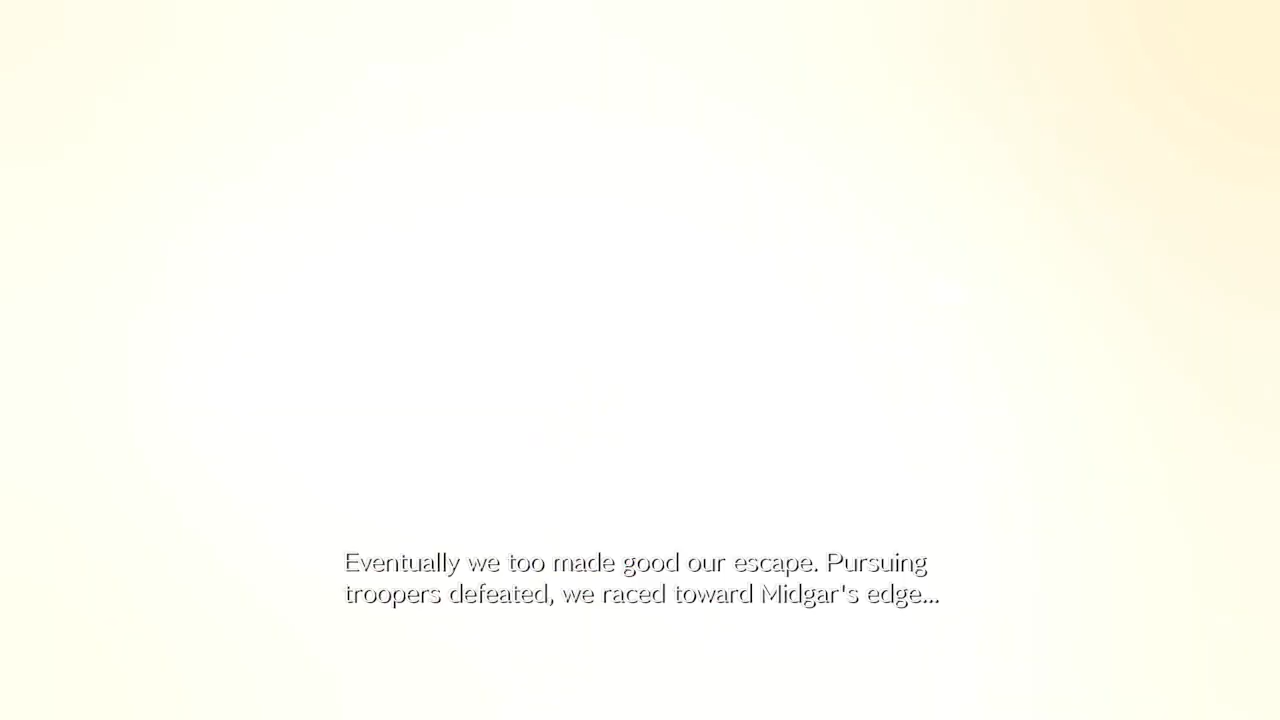 Eventually we too made good our escape. Pursuing
troopers defeated, we raced toward Midgar's edge...